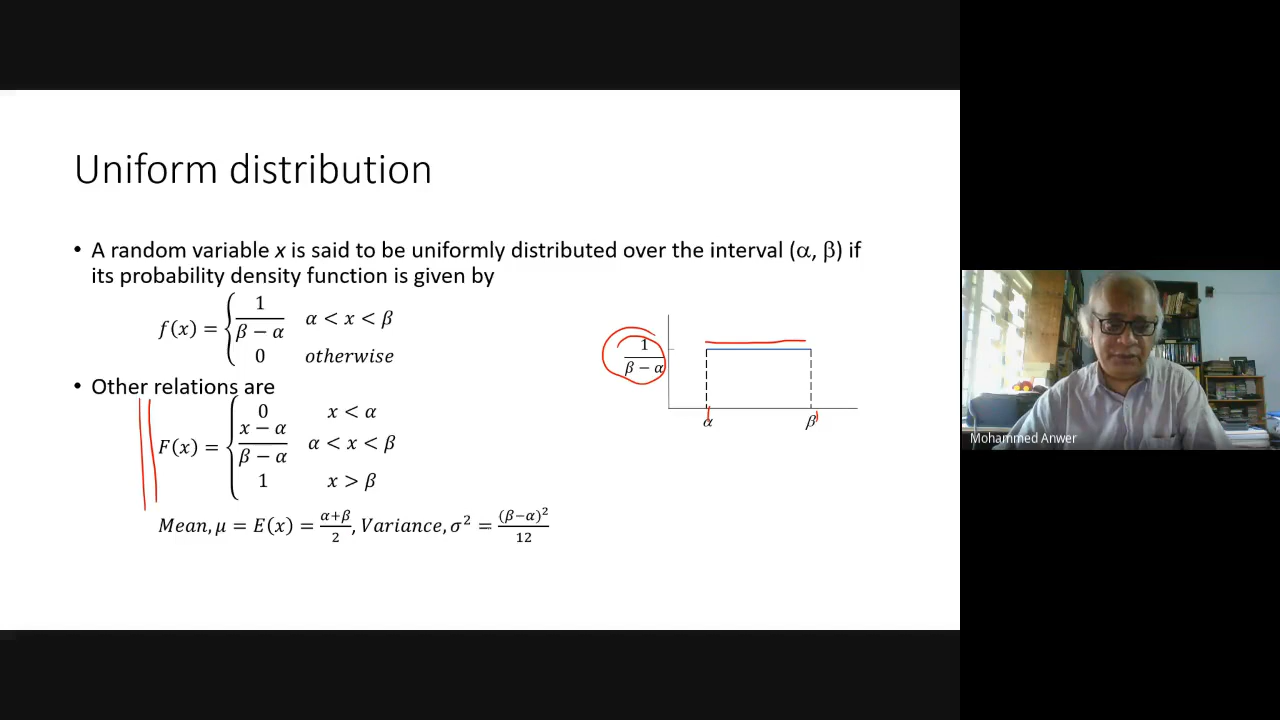 Uniform distribution
• A random variable x is said to be uniformly distributed over the interval (α, β) if
its probability density function is given by
f(x) = { 1/(β − α)   α < x < β
0   otherwise
• Other relations are
F(x) = { 0   x < α
(x − α)/(β − α)   α < x < β
1   x > β
Mean, μ = E(x) = (α+β)/2, Variance, σ² = (β−α)²/12
1/(β − α)
α β
Mohammed Anwer